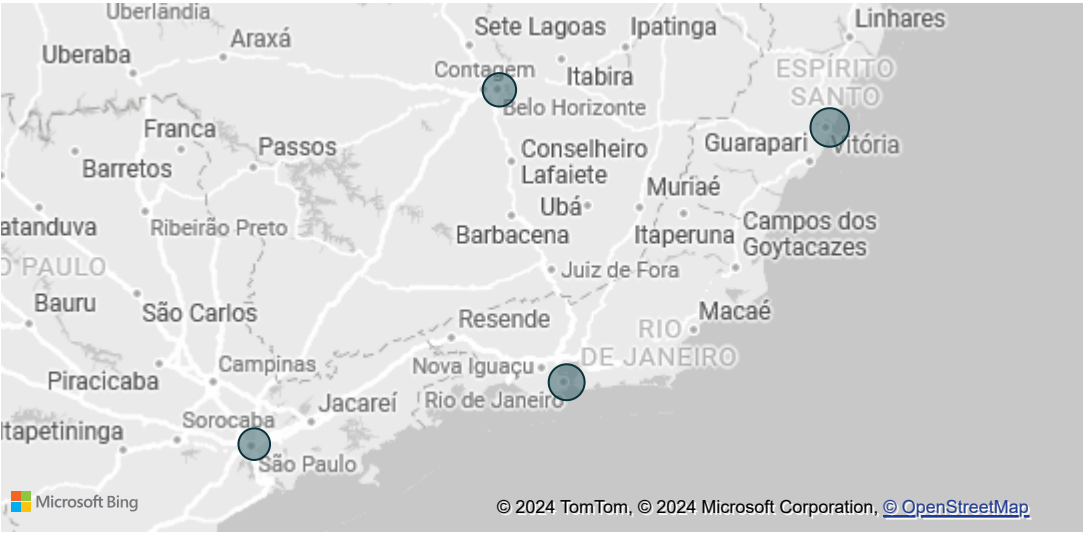 Uberlândia
Linhares
Sete Lagoas
Ipatinga
Araxá
Uberaba
Contagem
Itabira
ESPÍRITO
SANTO
Belo Horizonte
Franca
Passos
Conselheiro
Lafaiete
Guarapari
Vitória
Barretos
Muriaé
Ubá
atanduva
Ribeirão Preto
Barbacena
Itaperuna
Campos dos
Goytacazes
O PAULO
Juiz de Fora
Bauru
São Carlos
Resende
Macaé
RIO
DE JANEIRO
Campinas
Nova Iguaçu
Piracicaba
Jacareí
Rio de Janeiro
Sorocaba
Itapetininga
São Paulo
Microsoft Bing
© 2024 TomTom, © 2024 Microsoft Corporation, © OpenStreetMap